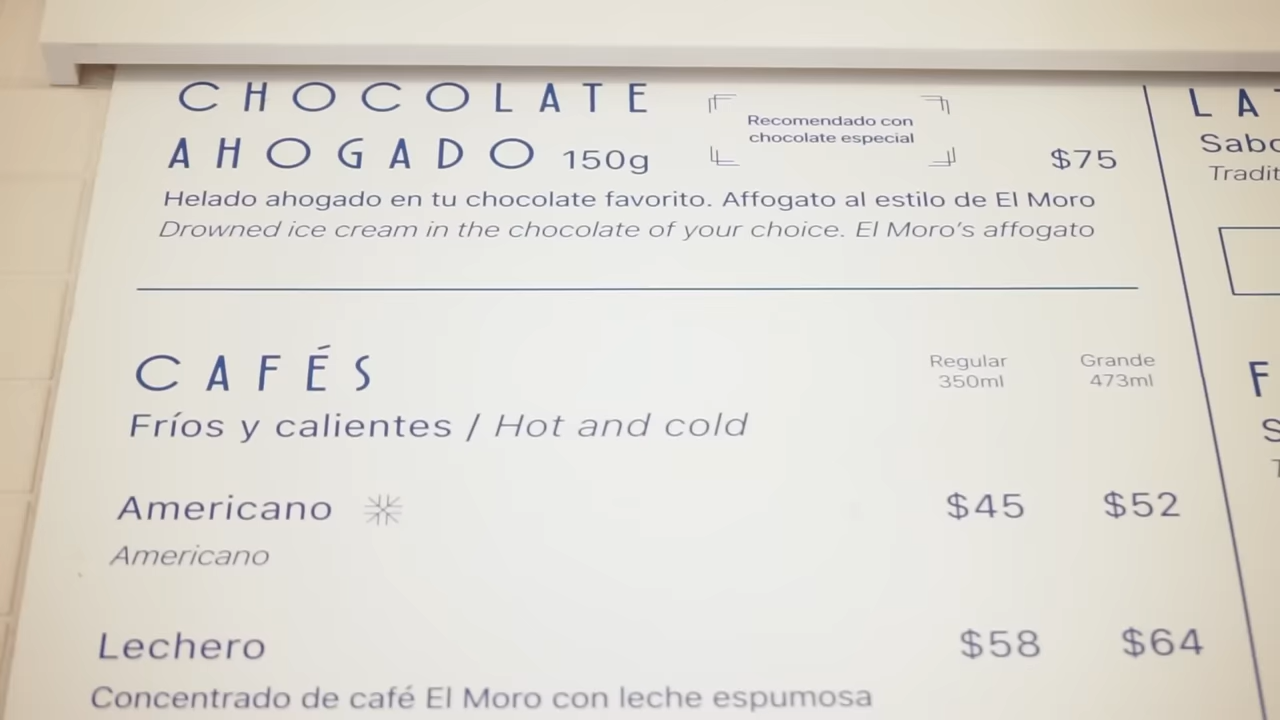 CHOCOLATE
AHOGADO 150g
Recomendado con
chocolate especial
$75
Helado ahogado en tu chocolate favorito. Affogato al estilo de El Moro
Drowned ice cream in the chocolate of your choice. El Moro's affogato
CAFÉS
Regular Grande
350ml 473ml
Fríos y calientes / Hot and cold
Americano $45 $52
Americano
Lechero $58 $64
Concentrado de café El Moro con leche espumosa